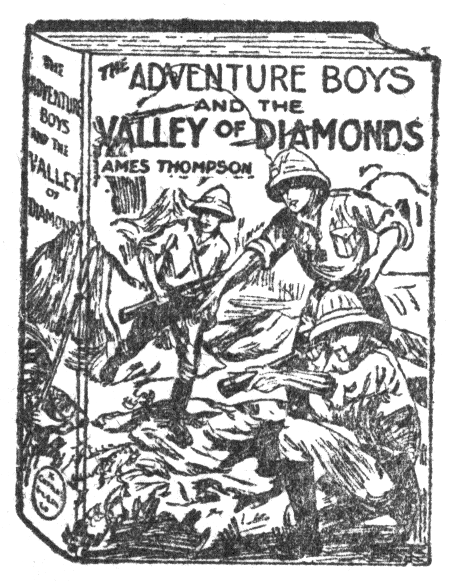 THE
ADVENTURE
BOYS
AND THE
VALLEY
OF
DIAMONDS
THE ADVENTURE BOYS
AND THE
VALLEY OF DIAMONDS
AMES THOMPSON